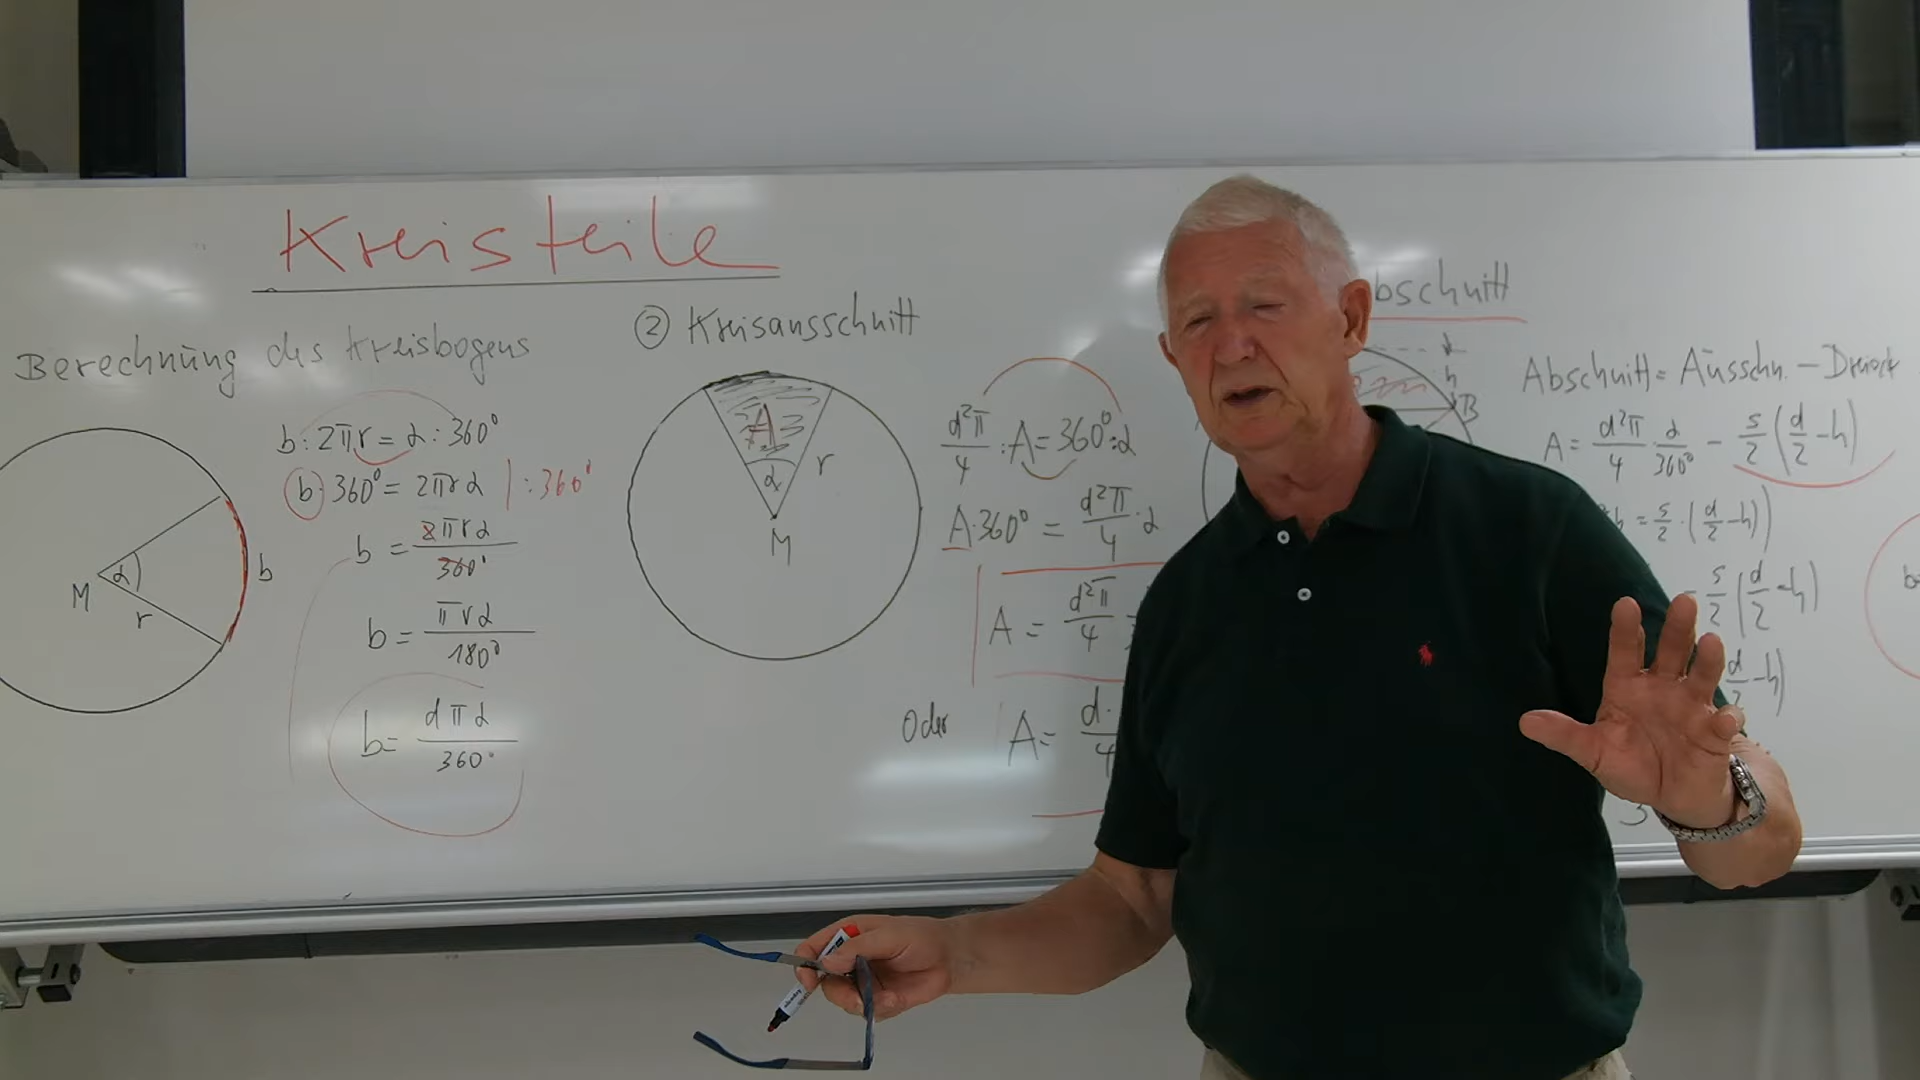 Kreisteile
Berechnung des Kreisbogens
b : 2πr = α : 360°
b · 360° = 2πrα | : 360°
b = 2πrα / 360°
b = πrα / 180°
b = dπα / 360°
M
α
r
b
② Kreisausschnitt
A
α
r
M
d²π/4 : A = 360° : α
A · 360° = d²π/4 · α
A = d²π/4
Oder A = d · /4
bschnitt
h
B
Abschnitt = Ausschn. – Dreieck
A = d²π/4 · α/360° – s/2 (d/2 – h)
= s/2 · (d/2 – h))
– s/2 (d/2 – h)
d/2 – h)